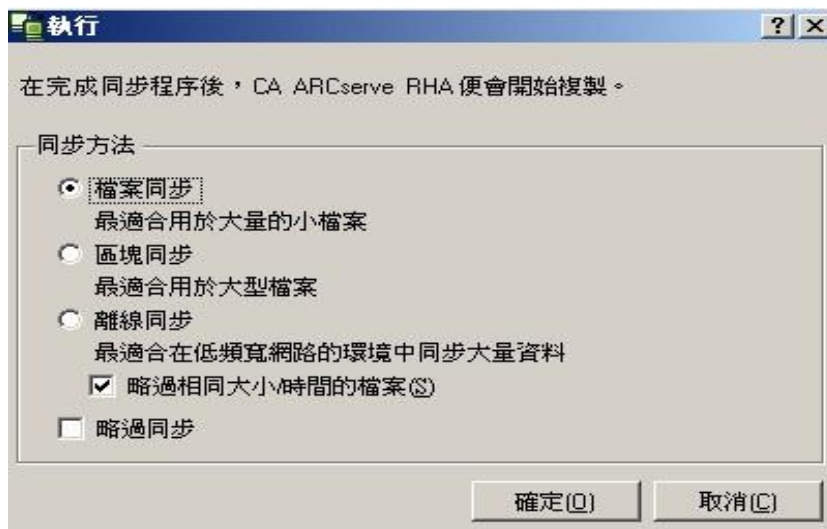 執行
在完成同步程序後，CA ARCserve RHA 便會開始複製。
同步方法
檔案同步
最適合用於大量的小檔案
區塊同步
最適合用於大型檔案
離線同步
最適合在低頻寬網路的環境中同步大量資料
略過相同大小/時間的檔案(S)
略過同步
確定(O) 取消(C)